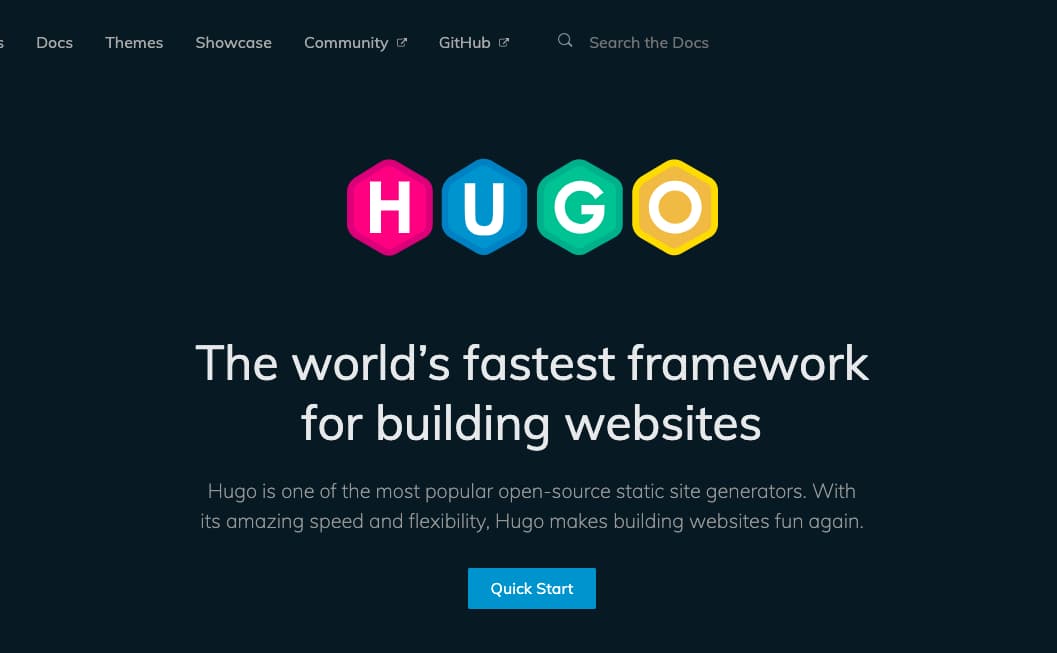 s Docs Themes Showcase Community GitHub Search the Docs
HUGO
The world’s fastest framework
for building websites
Hugo is one of the most popular open-source static site generators. With
its amazing speed and flexibility, Hugo makes building websites fun again.
Quick Start